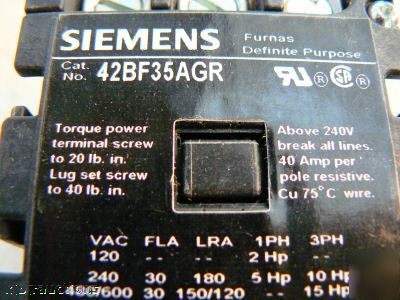 SIEMENS
Furnas
Definite Purpose
Cat. No. 42BF35AGR
Torque power
terminal screw
to 20 lb. in.
Lug set screw
to 40 lb. in.
Above 240V
break all lines.
40 Amp per
pole resistive.
Cu 75°C wire.
VAC FLA LRA 1PH 3PH
120 -- -- 2 Hp --
240 30 180 5 Hp 10 Hp
/600 30 150/120 -- 15 Hp